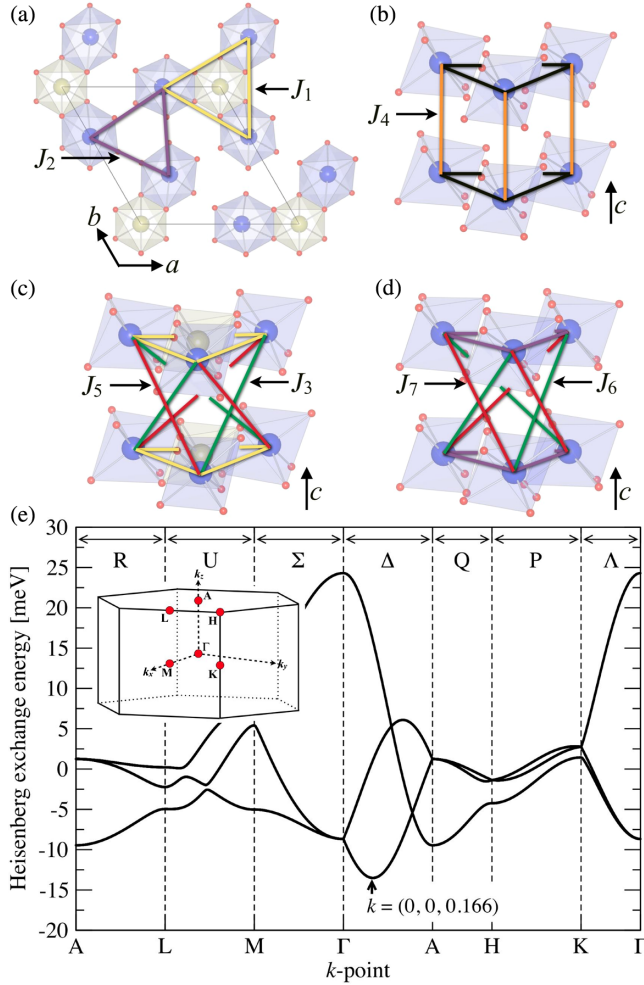 (a)
J1
J2
b
a
(b)
J4
c
(c)
J5
J3
c
(d)
J7
J6
c
(e)
30
25
20
15
10
5
0
-5
-10
-15
-20
Heisenberg exchange energy [meV]
R U Σ Δ Q P Λ
kz
A
L
H
Γ
M
K
kx
ky
k = (0, 0, 0.166)
A L M Γ A H K Γ
k-point